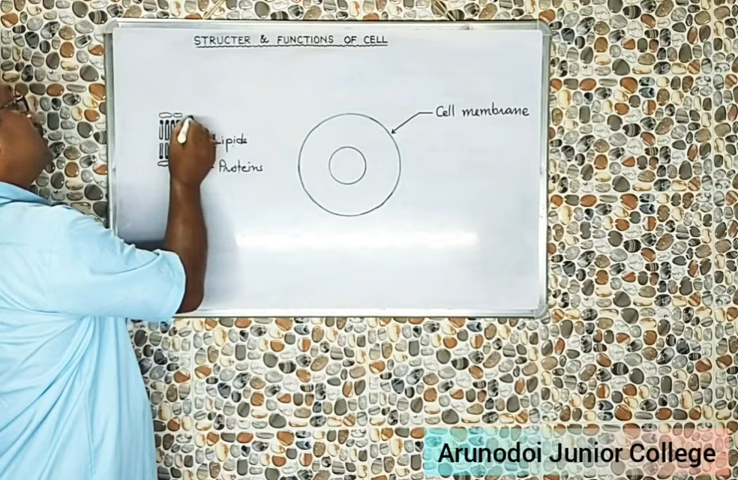 STRUCTER & FUNCTIONS OF CELL
Cell membrane
Lipids
Proteins
Arunodoi Junior College